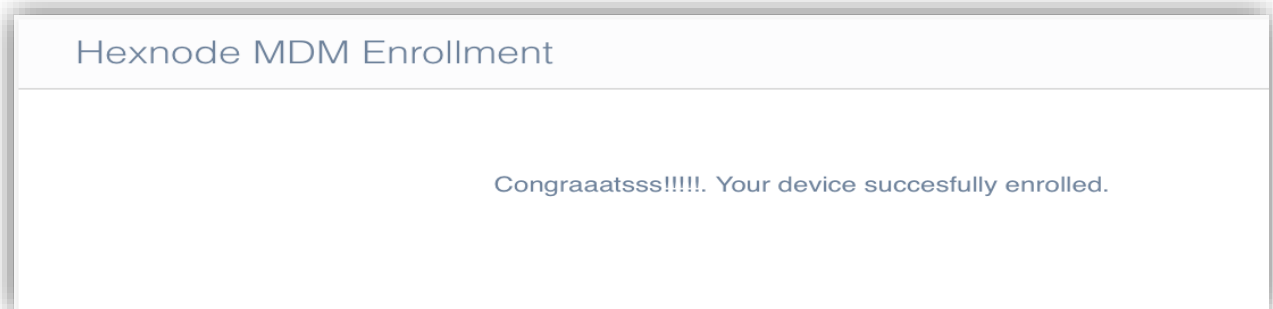 Hexnode MDM Enrollment
Congraaatsss!!!!!. Your device succesfully enrolled.